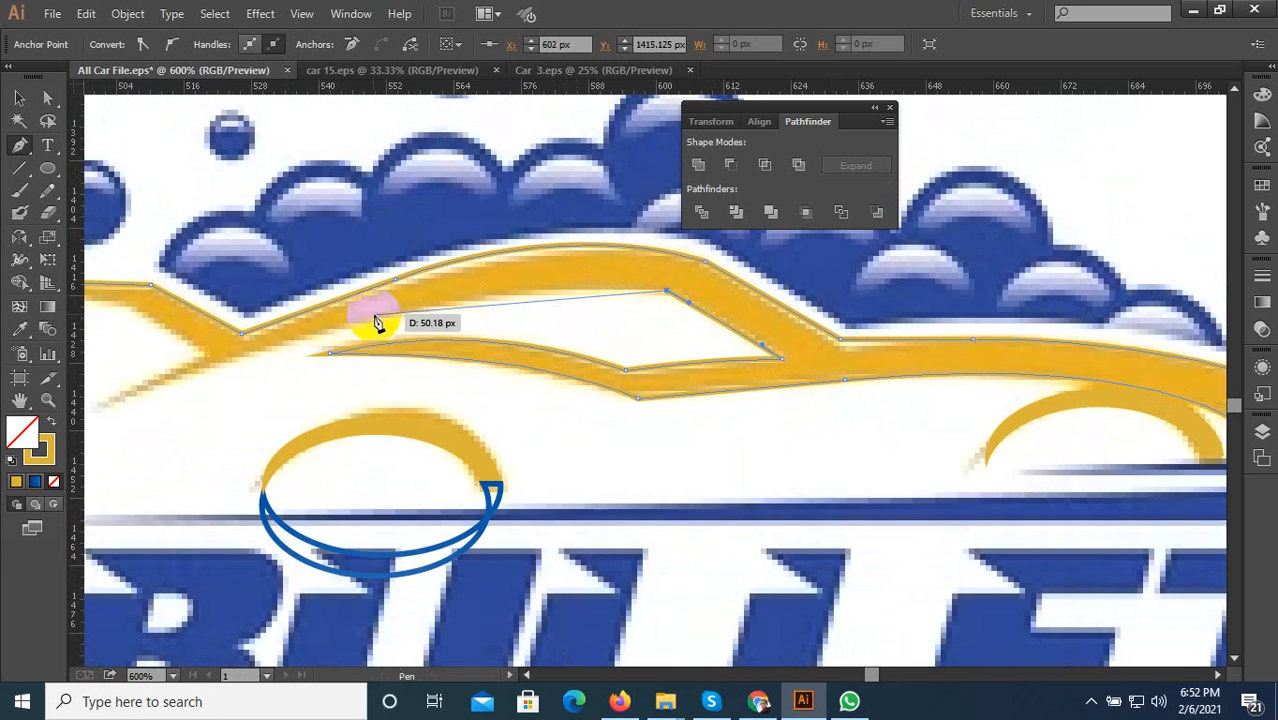 Ai File Edit Object Type Select Effect View Window Help Br Essentials
Anchor Point Convert: Handles: Anchors: X: 602 px Y: 1415.125 px W: 0 px H: 0 px
All Car File.eps* @ 600% (RGB/Preview) × car 15.eps @ 33.33% (RGB/Preview) × Car 3.eps @ 25% (RGB/Preview) ×
504 516 528 540 552 564 576 588 600 612 624 636 648 660 672 684 696
Transform Align Pathfinder
Shape Modes:
Expand
Pathfinders:
D: 50.18 px
600% 1 Pen
Type here to search
6:52 PM
2/6/2021
21